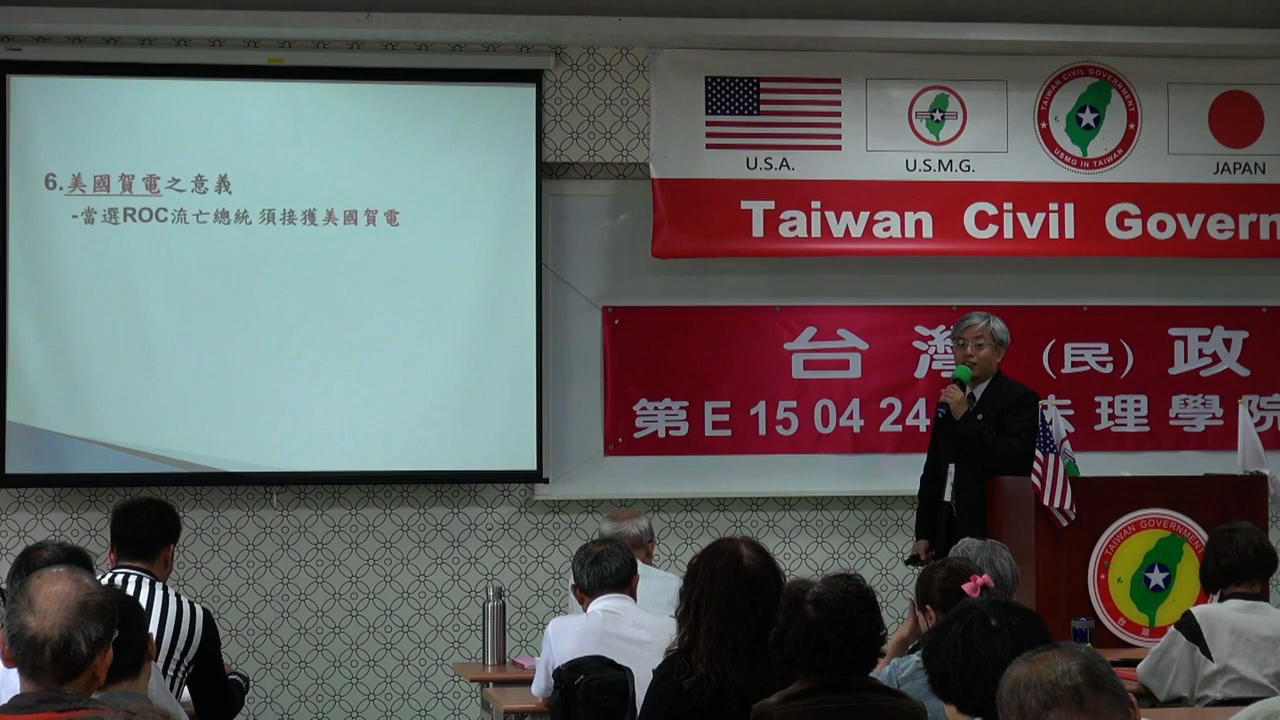 6.美國賀電之意義
-當選ROC流亡總統 須接獲美國賀電
U.S.A.
U.S.M.G.
TAIWAN CIVIL GOVERNMENT
USMG IN TAIWAN
JAPAN
Taiwan Civil Govern
台灣(民)政
第E 15 04 24 法理學院
TAIWAN GOVERNMENT
台灣